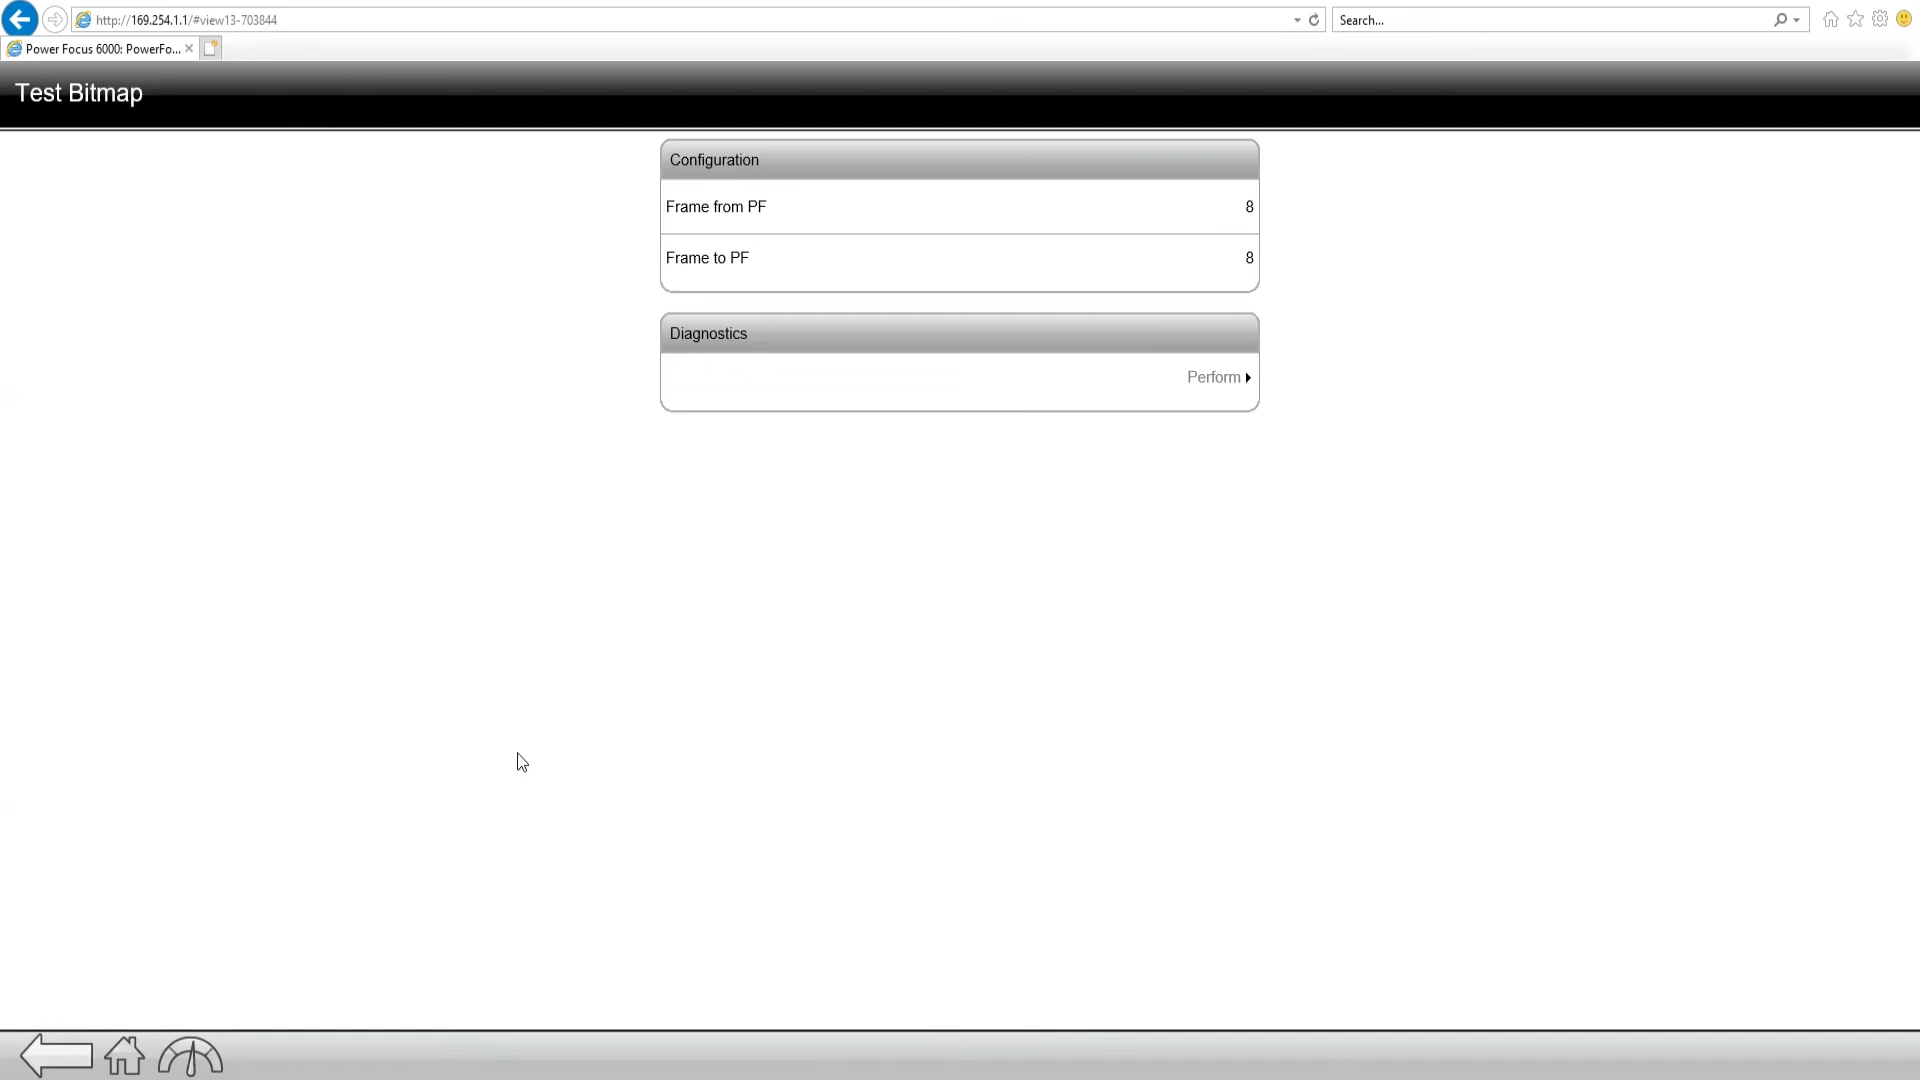 http://169.254.1.1/#view13-703844
Search...
Power Focus 6000: PowerFo...
Test Bitmap
Configuration
Frame from PF 8
Frame to PF 8
Diagnostics
Perform